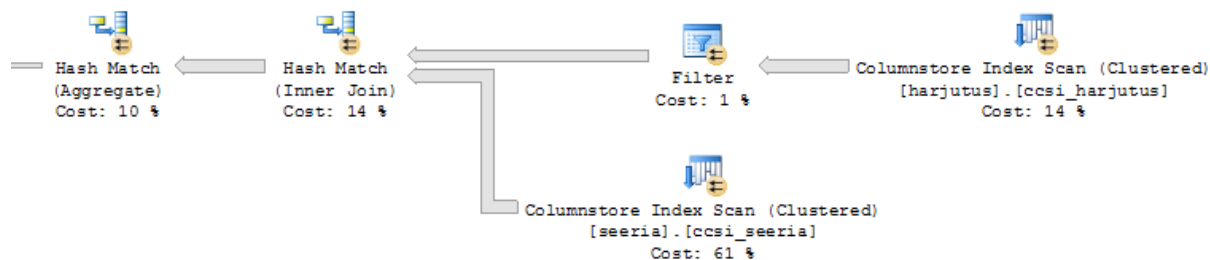 Hash Match
(Aggregate)
Cost: 10 %
Hash Match
(Inner Join)
Cost: 14 %
Filter
Cost: 1 %
Columnstore Index Scan (Clustered)
[harjutus].[ccsi_harjutus]
Cost: 14 %
Columnstore Index Scan (Clustered)
[seeria].[ccsi_seeria]
Cost: 61 %